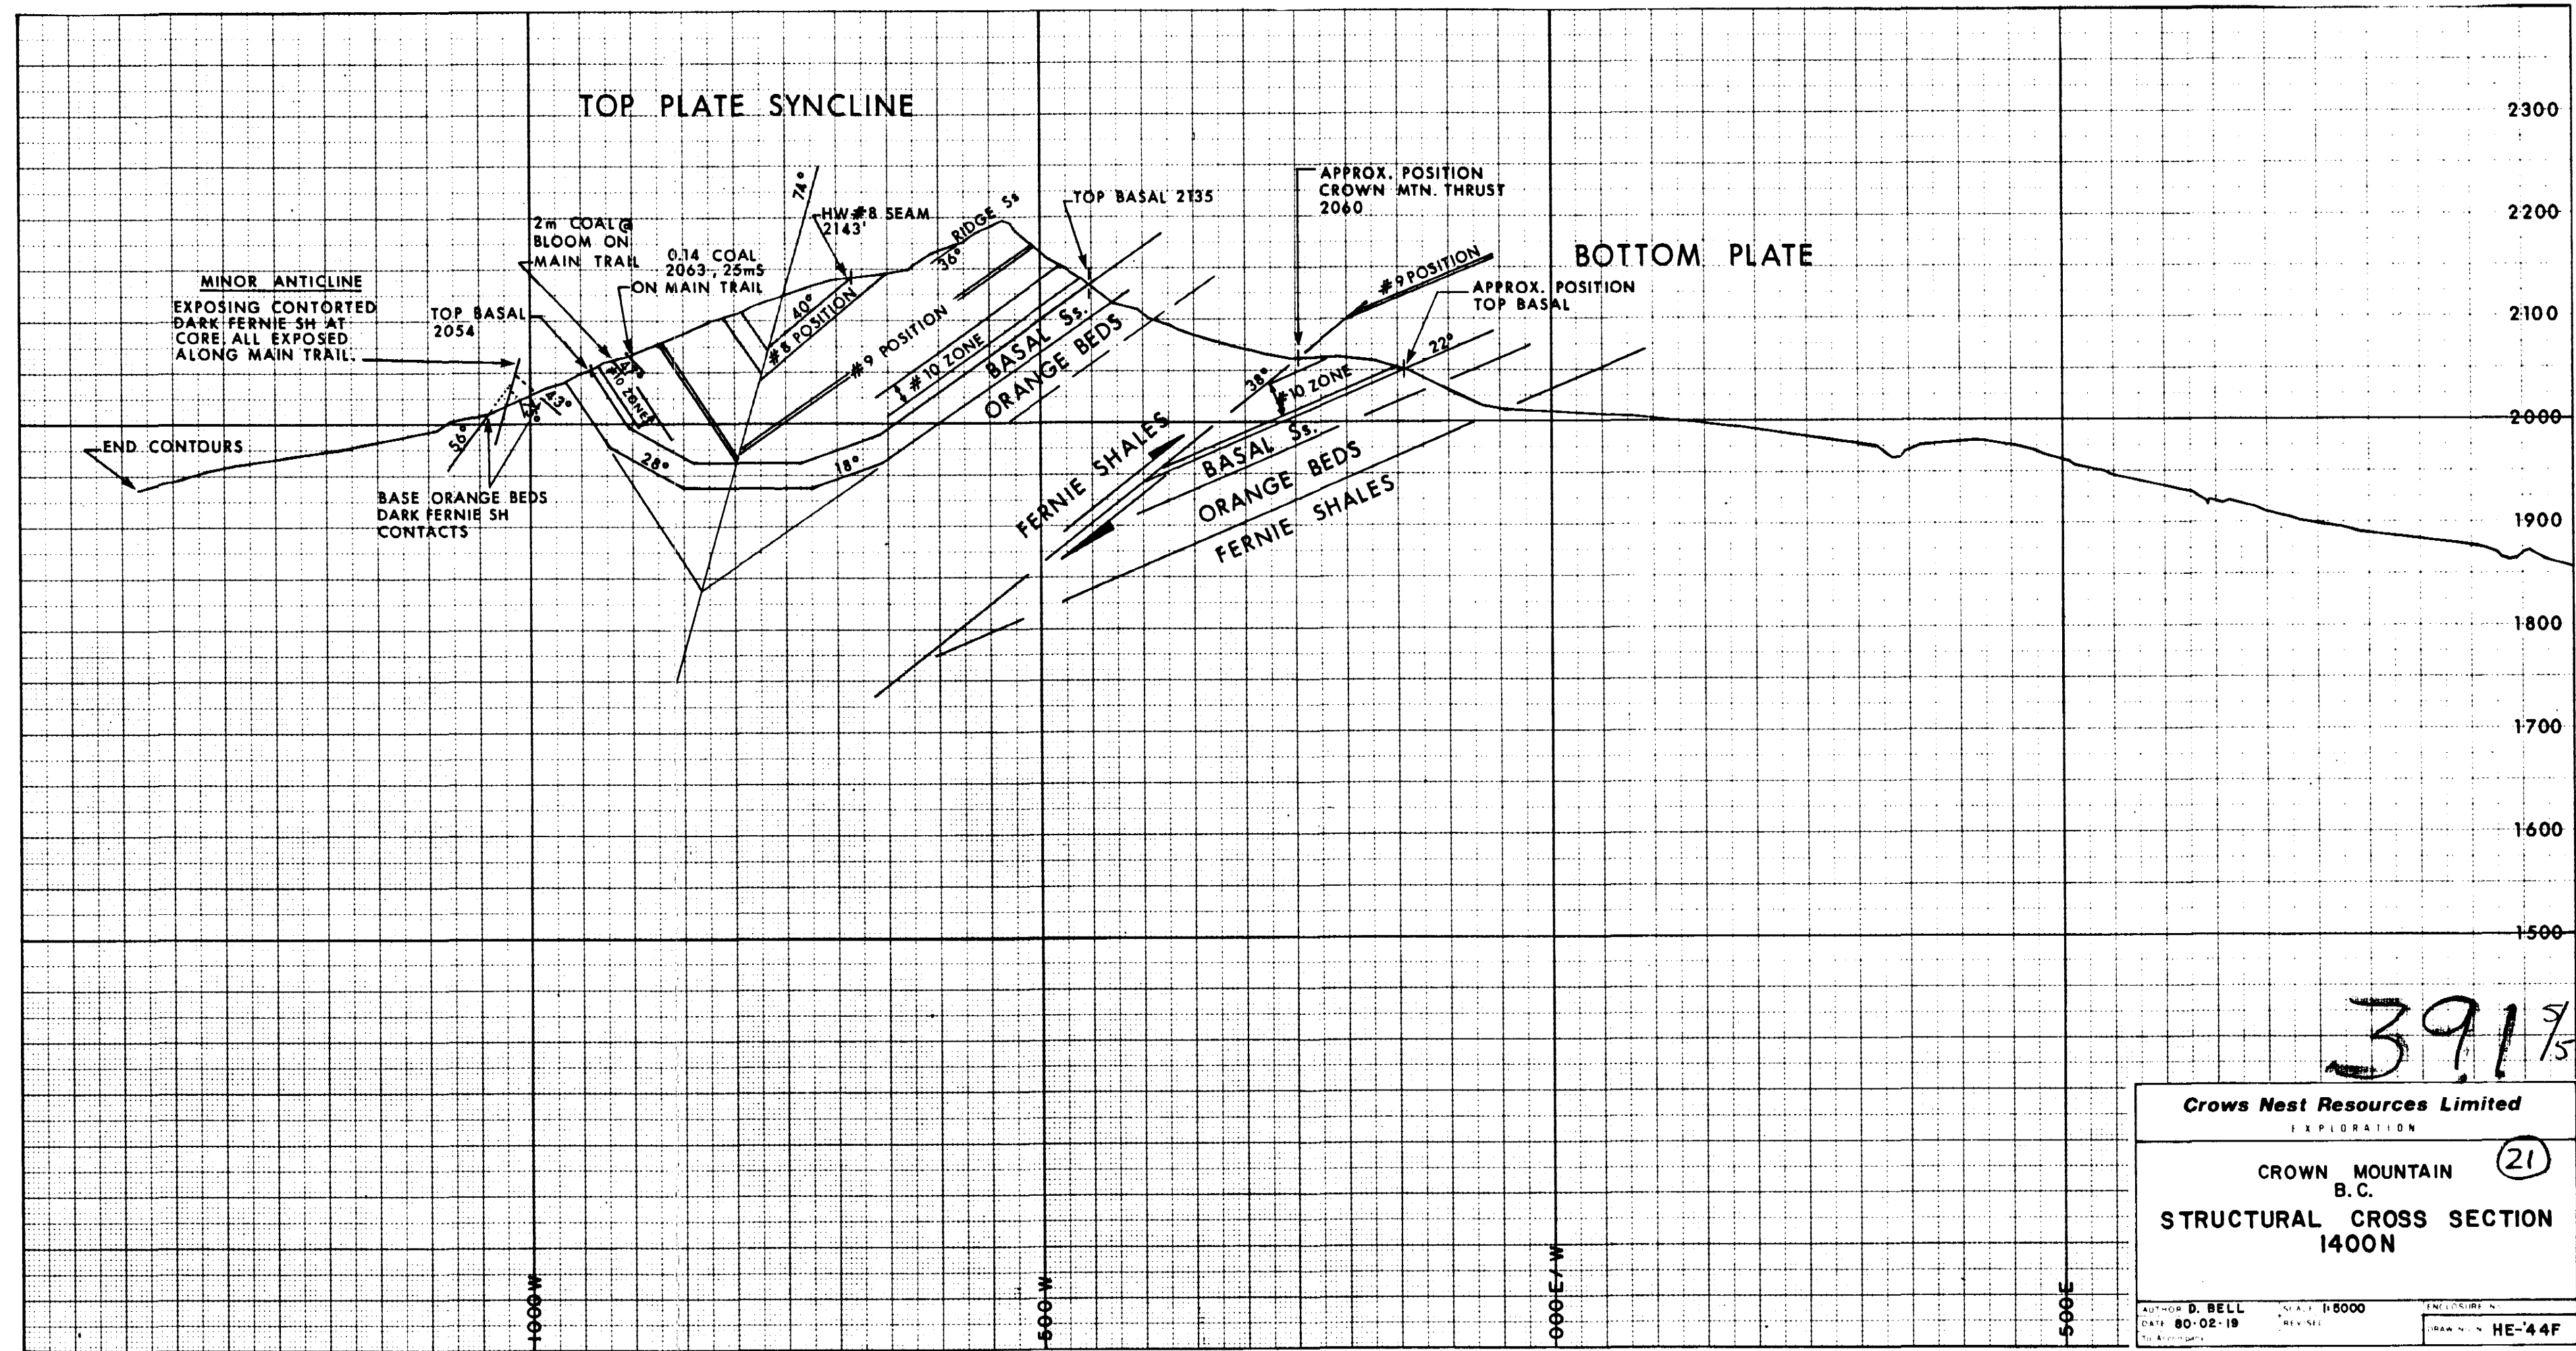 TOP PLATE SYNCLINE
2300
2200
2100
2000
1900
1800
1700
1600
1500
74°
HW #8 SEAM
2143'
RIDGE Ss
36°
TOP BASAL 2135
APPROX. POSITION
CROWN MTN. THRUST
2060
BOTTOM PLATE
#9 POSITION
APPROX. POSITION
TOP BASAL
2m COAL @
BLOOM ON
MAIN TRAIL
0.14 COAL
2063, 25mS
ON MAIN TRAIL
MINOR ANTICLINE
EXPOSING CONTORTED
DARK FERNIE SH AT
CORE. ALL EXPOSED
ALONG MAIN TRAIL.
TOP BASAL
2054
40°
#8 POSITION
#9 POSITION
#10 ZONE
BASAL Ss.
ORANGE BEDS
#10 ZONE
43°
56°
28°
18°
END CONTOURS
BASE ORANGE BEDS
DARK FERNIE SH
CONTACTS
22°
38°
#10 ZONE
FERNIE SHALES
BASAL Ss.
ORANGE BEDS
FERNIE SHALES
391 5/5
Crows Nest Resources Limited
EXPLORATION
21
CROWN MOUNTAIN
B.C.
STRUCTURAL CROSS SECTION
1400N
AUTHOR D. BELL
SCALE 1:5000
ENCLOSURE
DATE 80-02-19
REVISED
HE-'44F
1000W
500W
000E/W
500E